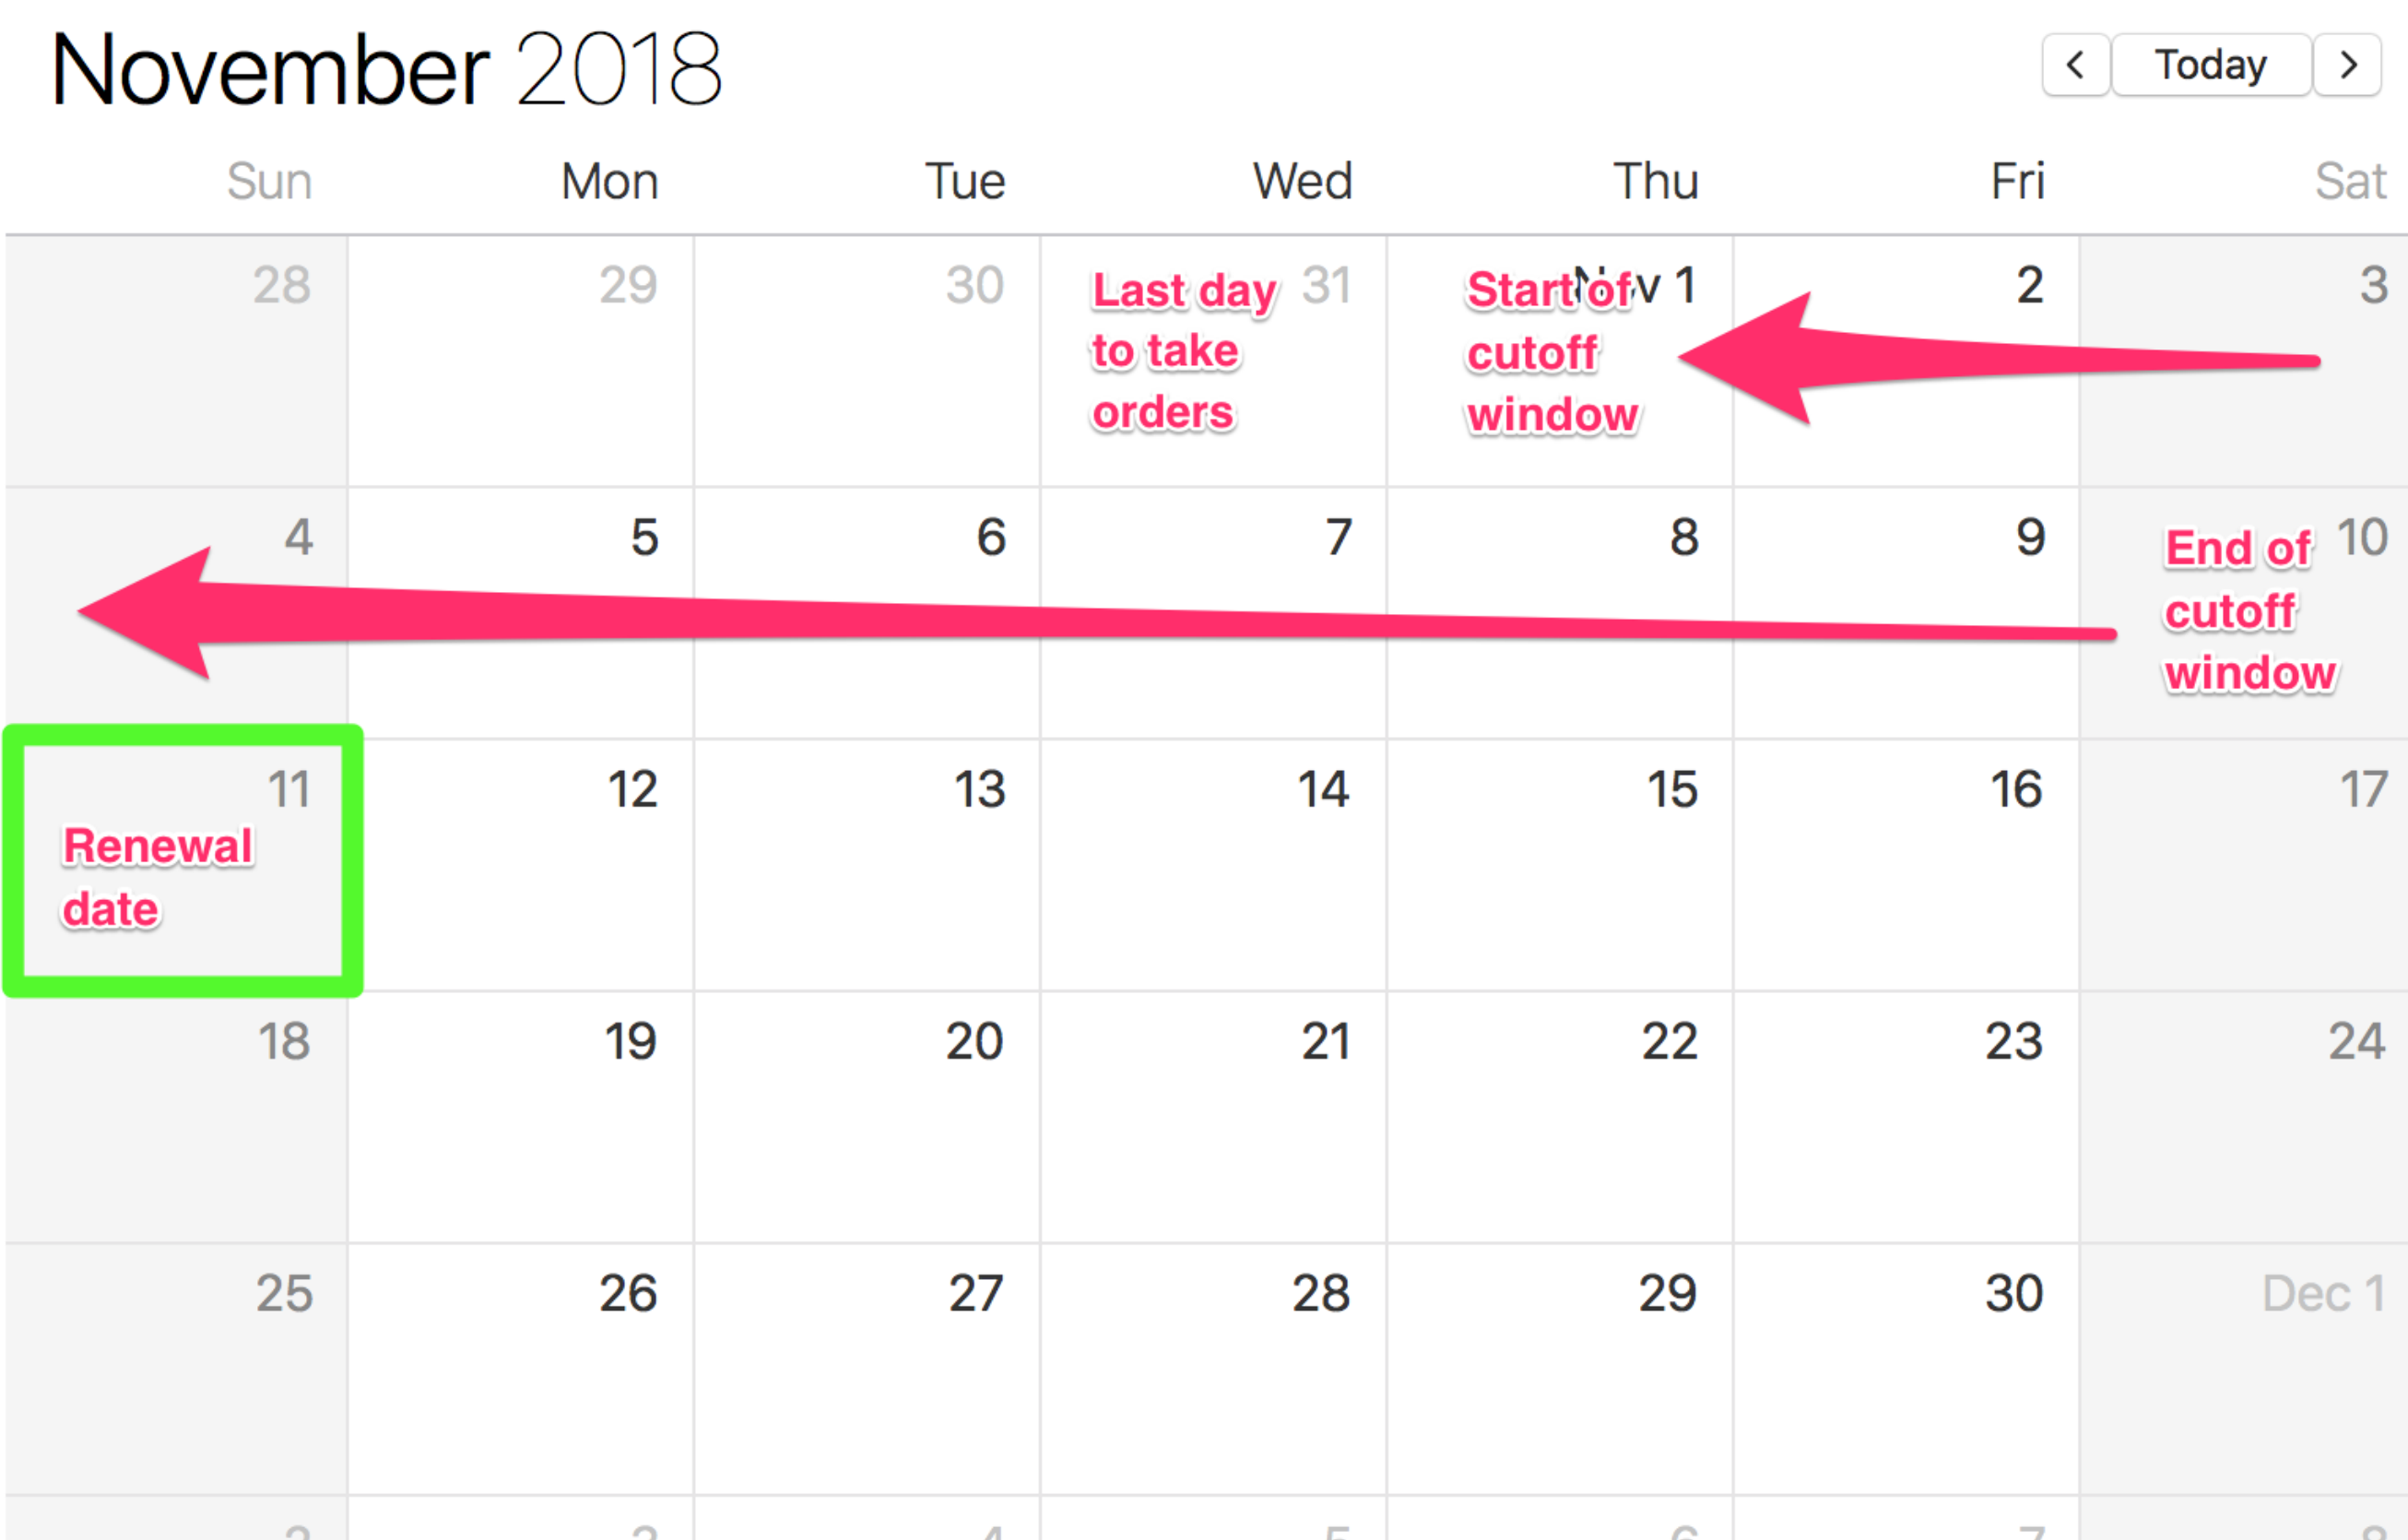 November 2018
Today
Sun Mon Tue Wed Thu Fri Sat
28 29 30 31 Nov 1 2 3
Last day
to take
orders
Start of
cutoff
window
4 5 6 7 8 9 10
End of
cutoff
window
11 12 13 14 15 16 17
Renewal
date
18 19 20 21 22 23 24
25 26 27 28 29 30 Dec 1